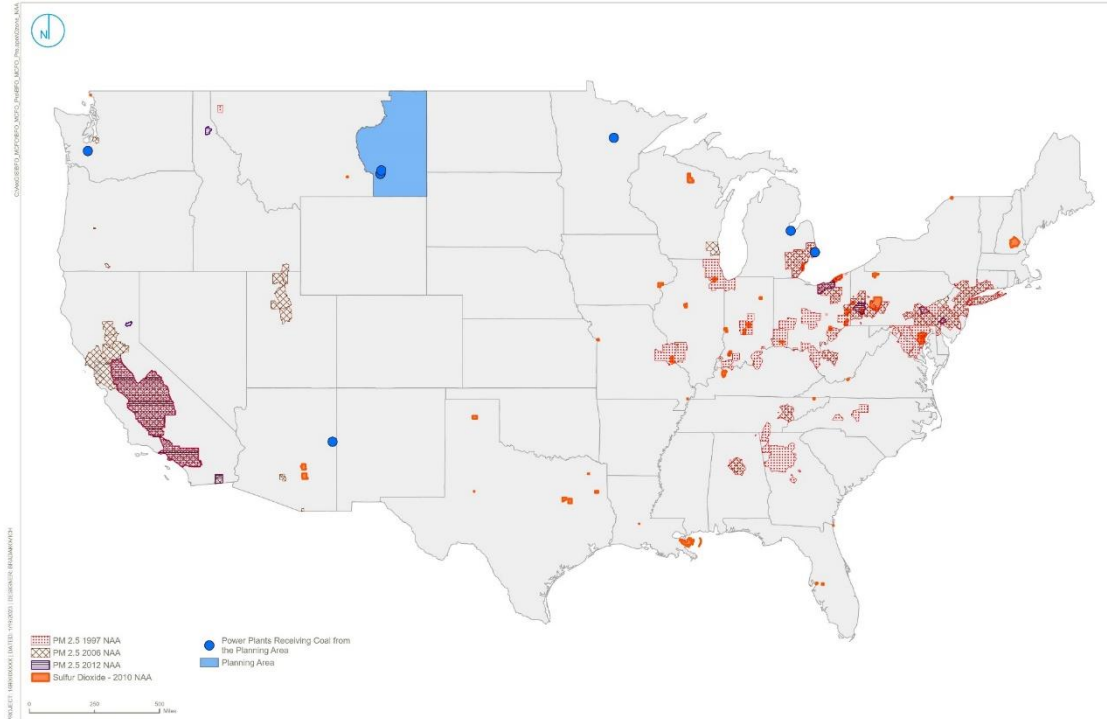 N
PM 2.5 1997 NAA
PM 2.5 2006 NAA
PM 2.5 2012 NAA
Sulfur Dioxide - 2010 NAA
Power Plants Receiving Coal from
the Planning Area
Planning Area
0 250 500
Miles